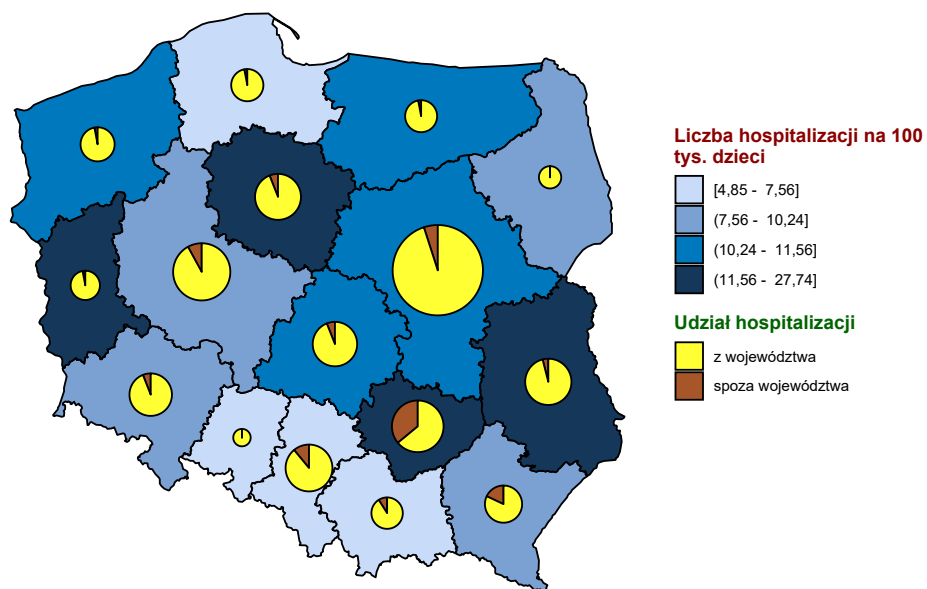 Liczba hospitalizacji na 100
tys. dzieci
[4,85 - 7,56]
(7,56 - 10,24]
(10,24 - 11,56]
(11,56 - 27,74]
Udział hospitalizacji
z województwa
spoza województwa